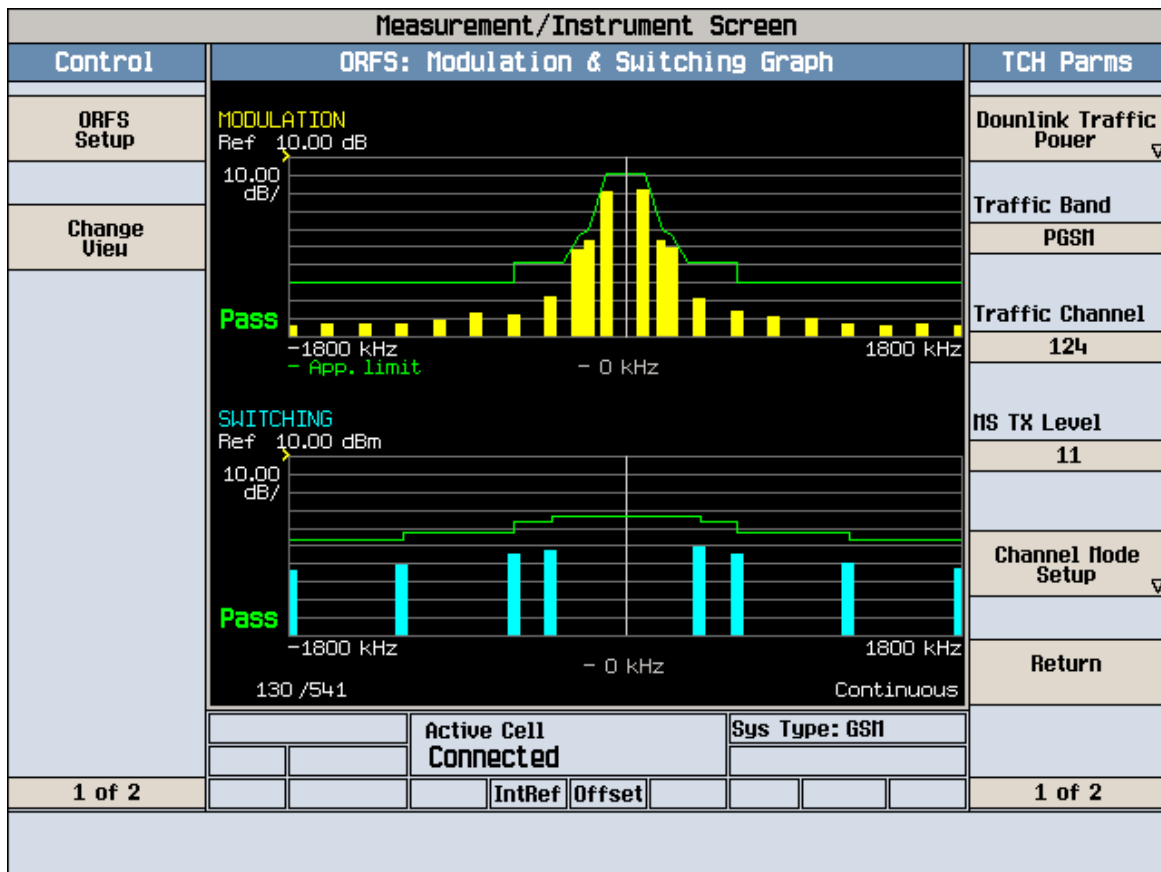 Measurement/Instrument Screen
Control
ORFS: Modulation & Switching Graph
TCH Parms
ORFS
Setup
Change
View
1 of 2
MODULATION
Ref 10.00 dB
10.00
dB/
Pass
-1800 kHz
1800 kHz
- App. limit
- 0 kHz
SWITCHING
Ref 10.00 dBm
10.00
dB/
Pass
-1800 kHz
1800 kHz
- 0 kHz
130 /541
Continuous
Active Cell
Connected
Sys Type: GSM
IntRef
Offset
Downlink Traffic
Power
Traffic Band
PGSM
Traffic Channel
124
MS TX Level
11
Channel Mode
Setup
Return
1 of 2